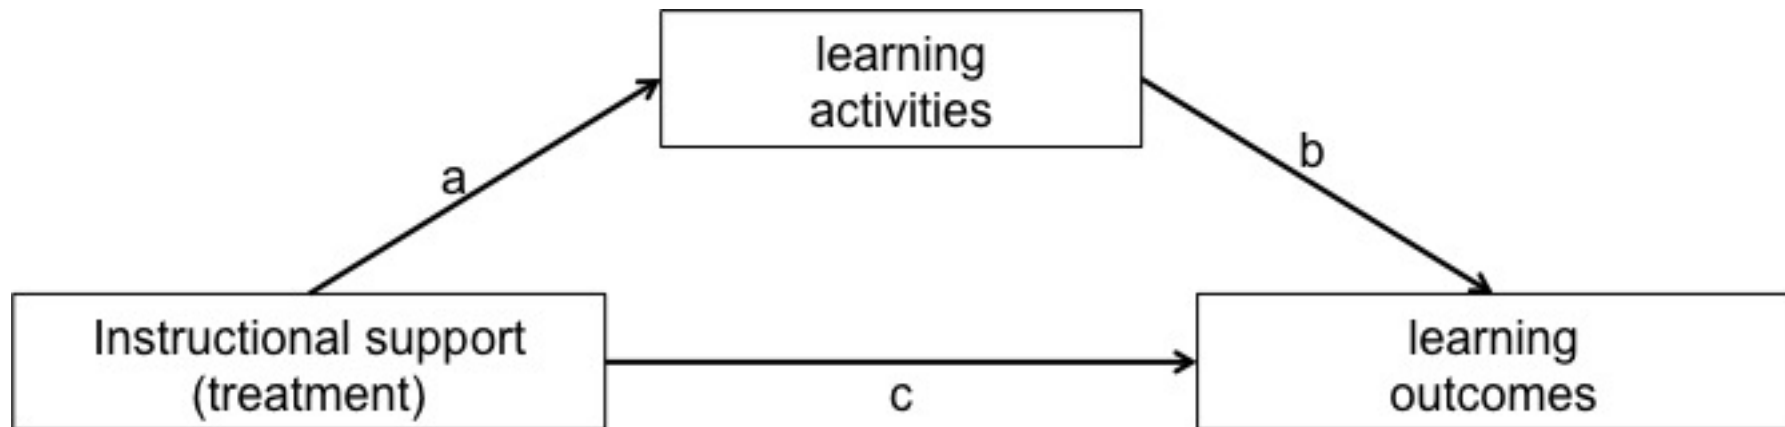 learning
activities
a
b
Instructional support
(treatment)
c
learning
outcomes